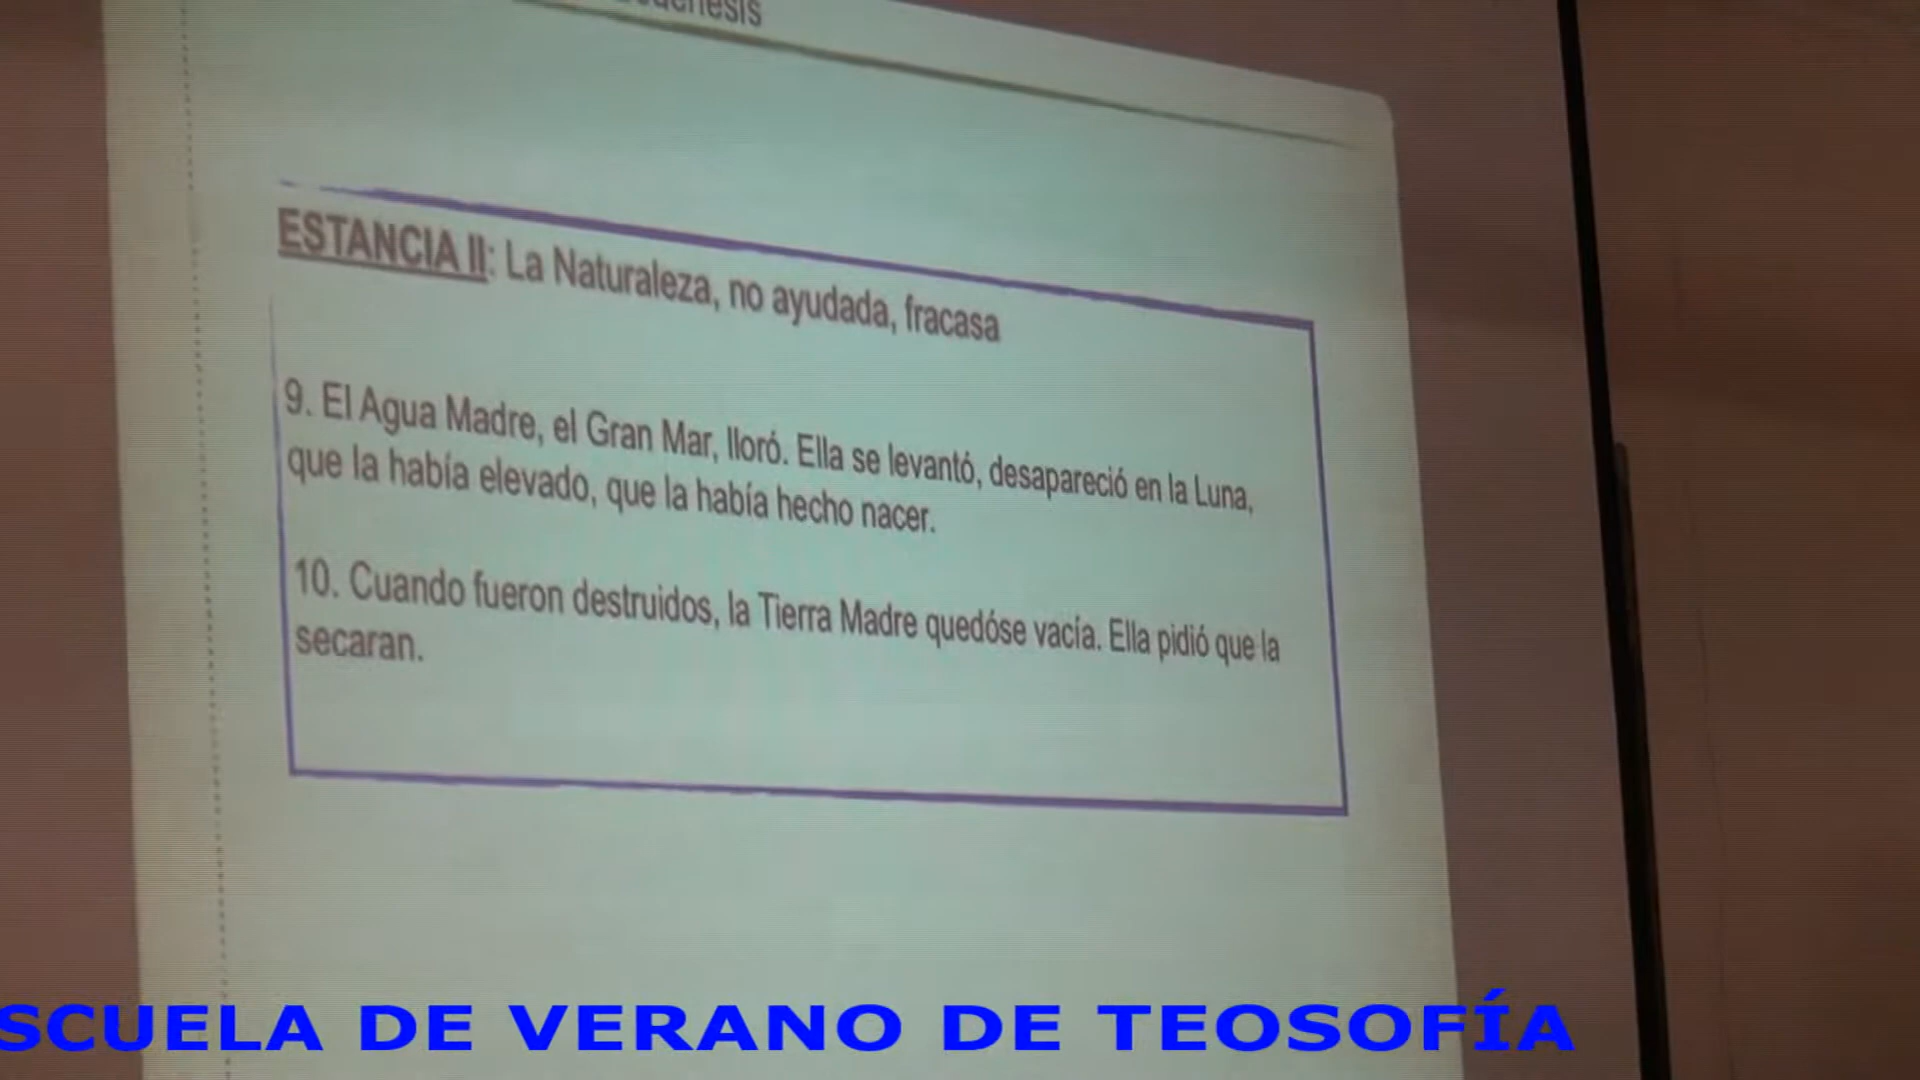 ESTANCIA II: La Naturaleza, no ayudada, fracasa
9. El Agua Madre, el Gran Mar, lloró. Ella se levantó, desapareció en la Luna,
que la había elevado, que la había hecho nacer.
10. Cuando fueron destruidos, la Tierra Madre quedóse vacía. Ella pidió que la
secaran.
SCUELA DE VERANO DE TEOSOFÍA